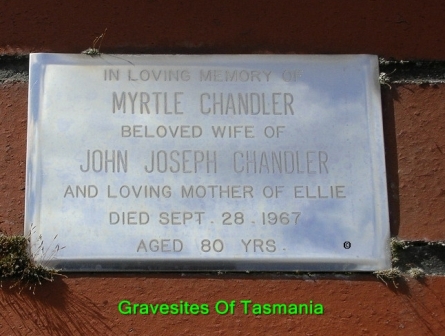 IN LOVING MEMORY OF
MYRTLE CHANDLER
BELOVED WIFE OF
JOHN JOSEPH CHANDLER
AND LOVING MOTHER OF ELLIE
DIED SEPT. 28. 1967
AGED 80 YRS.
Gravesites Of Tasmania